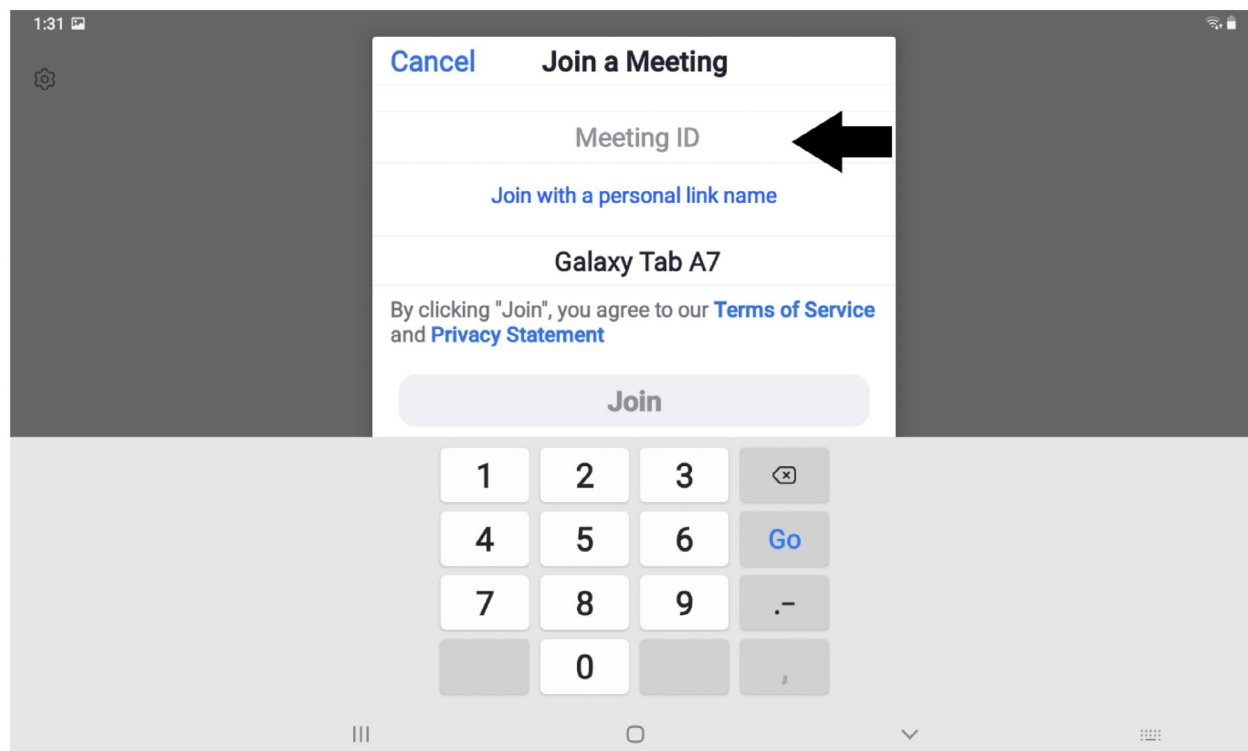 1:31
Cancel Join a Meeting
Meeting ID
Join with a personal link name
Galaxy Tab A7
By clicking "Join", you agree to our Terms of Service
and Privacy Statement
Join
1 2 3
4 5 6 Go
7 8 9 .-
0 ,